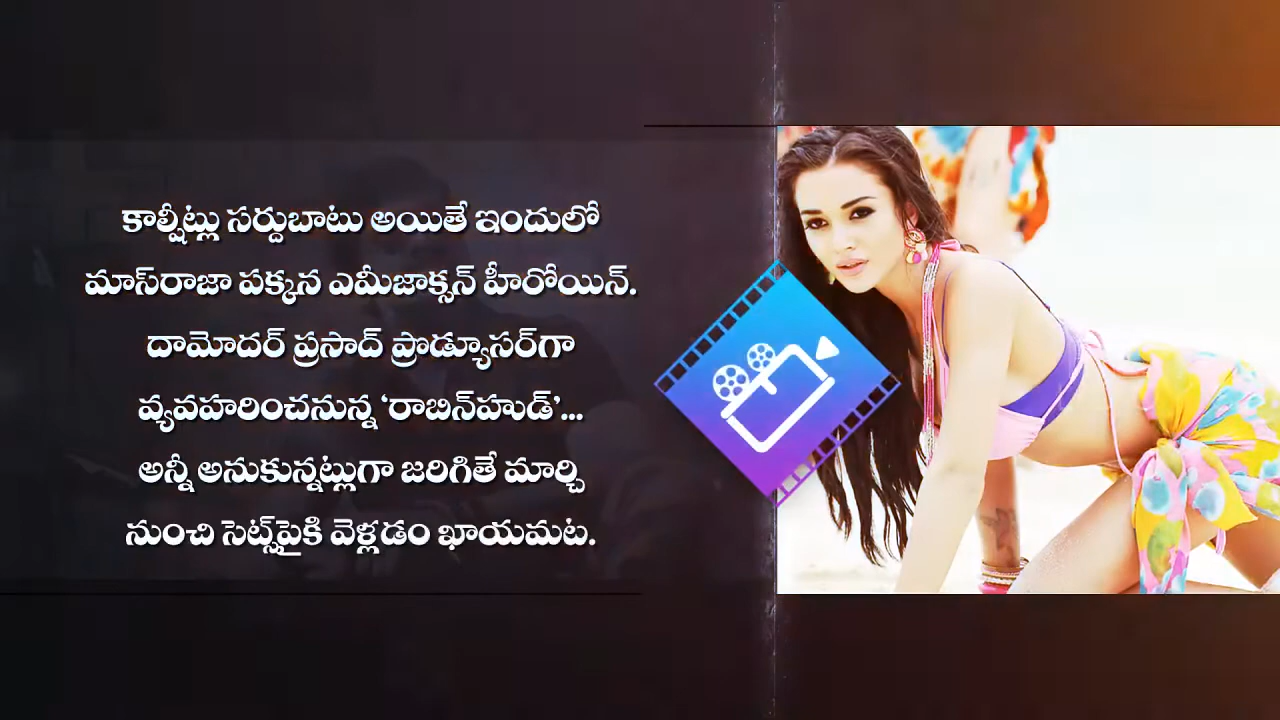 కాల్షీట్లు సర్దుబాటు అయితే ఇందులో
మాస్‌రాజా పక్కన ఎమీజాక్సన్ హీరోయిన్.
దామోదర్ ప్రసాద్ ప్రొడ్యూసర్‌గా
వ్యవహరించనున్న ‘రాబిన్‌హుడ్’...
అన్నీ అనుకున్నట్లుగా జరిగితే మార్చి
నుంచి సెట్స్‌పైకి వెళ్లడం ఖాయమట.